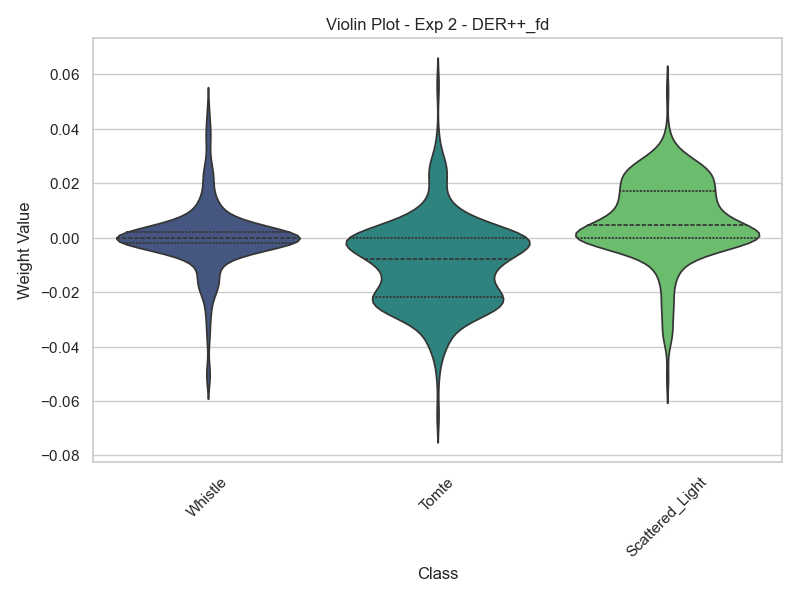 Violin Plot - Exp 2 - DER++_fd
0.06
0.04
0.02
0.00
−0.02
−0.04
−0.06
−0.08
Weight Value
Whistle
Tomte
Scattered_Light
Class